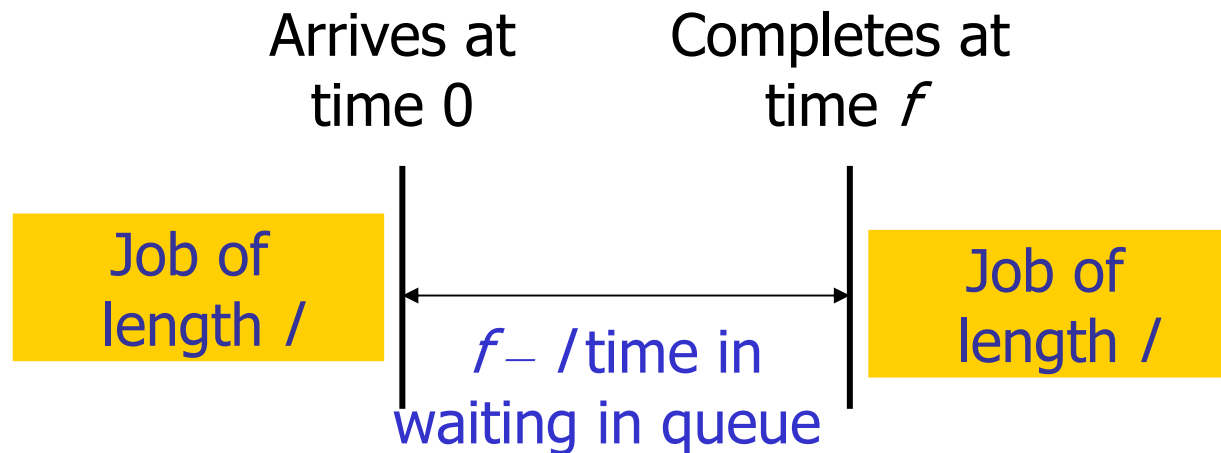 Arrives at
time 0
Completes at
time f
Job of
length l
f – l time in
waiting in queue
Job of
length l